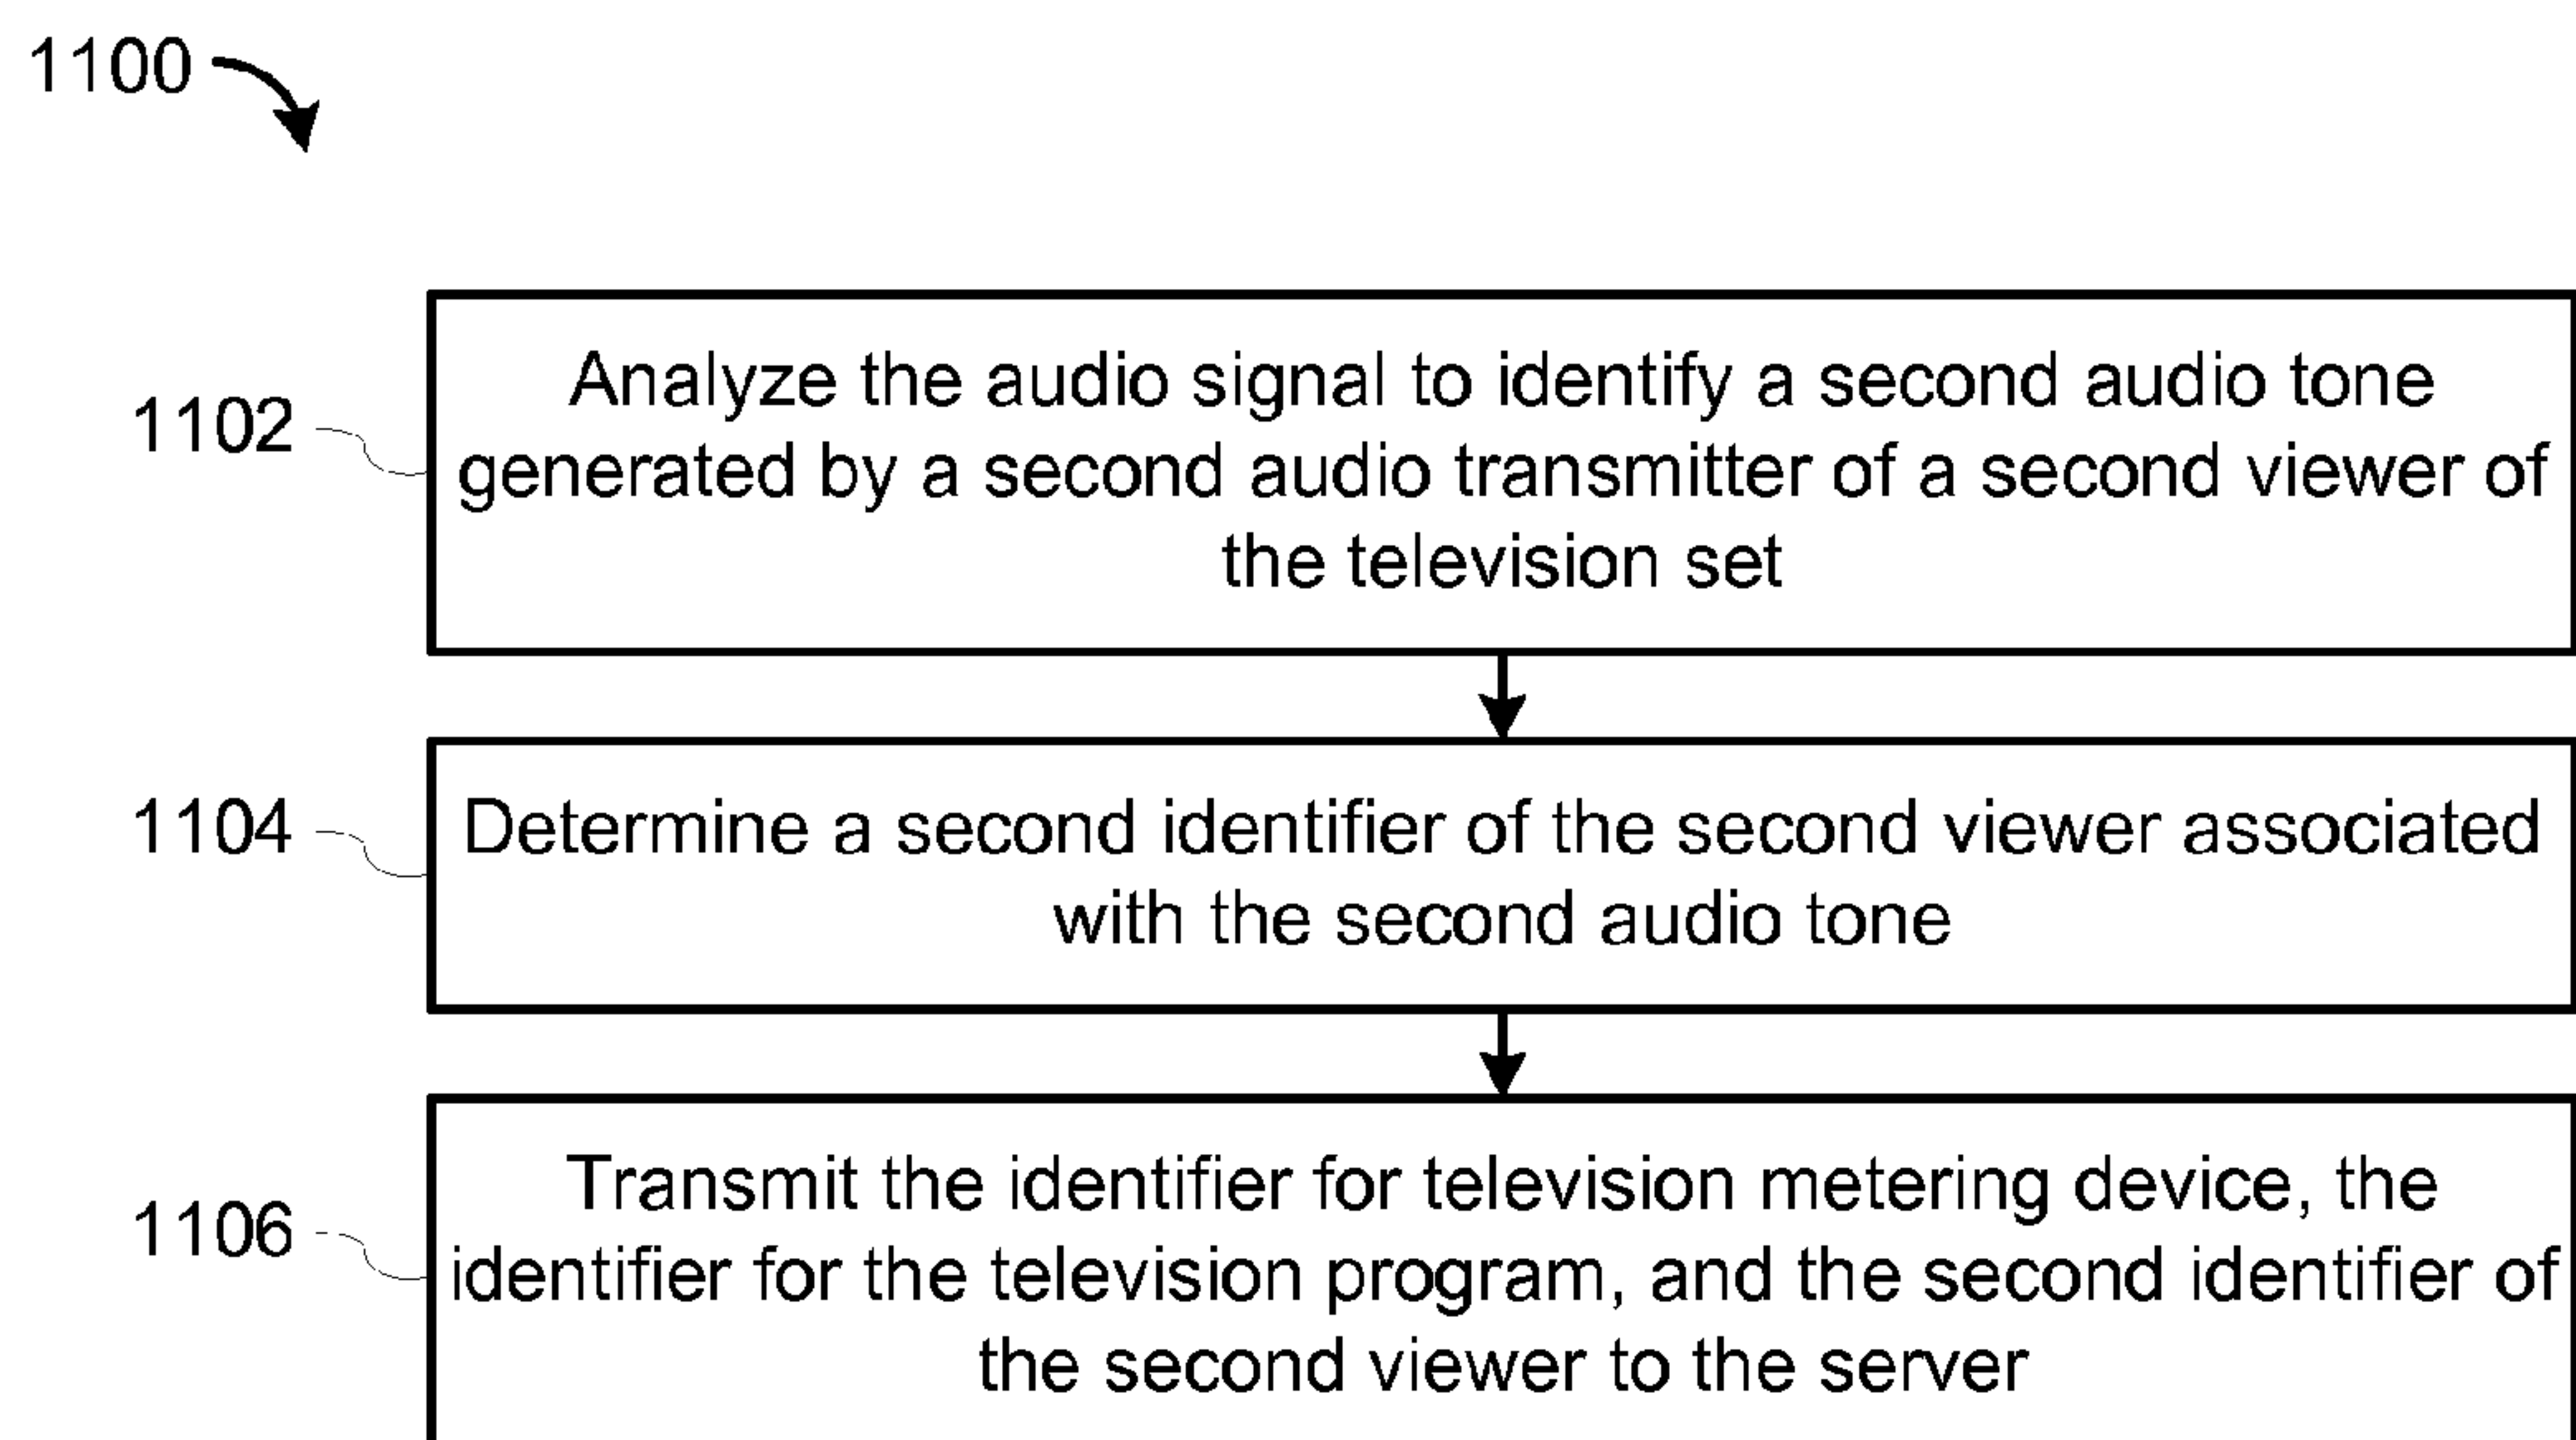 1100
1102
Analyze the audio signal to identify a second audio tone
generated by a second audio transmitter of a second viewer of
the television set
1104
Determine a second identifier of the second viewer associated
with the second audio tone
1106
Transmit the identifier for television metering device, the
identifier for the television program, and the second identifier of
the second viewer to the server